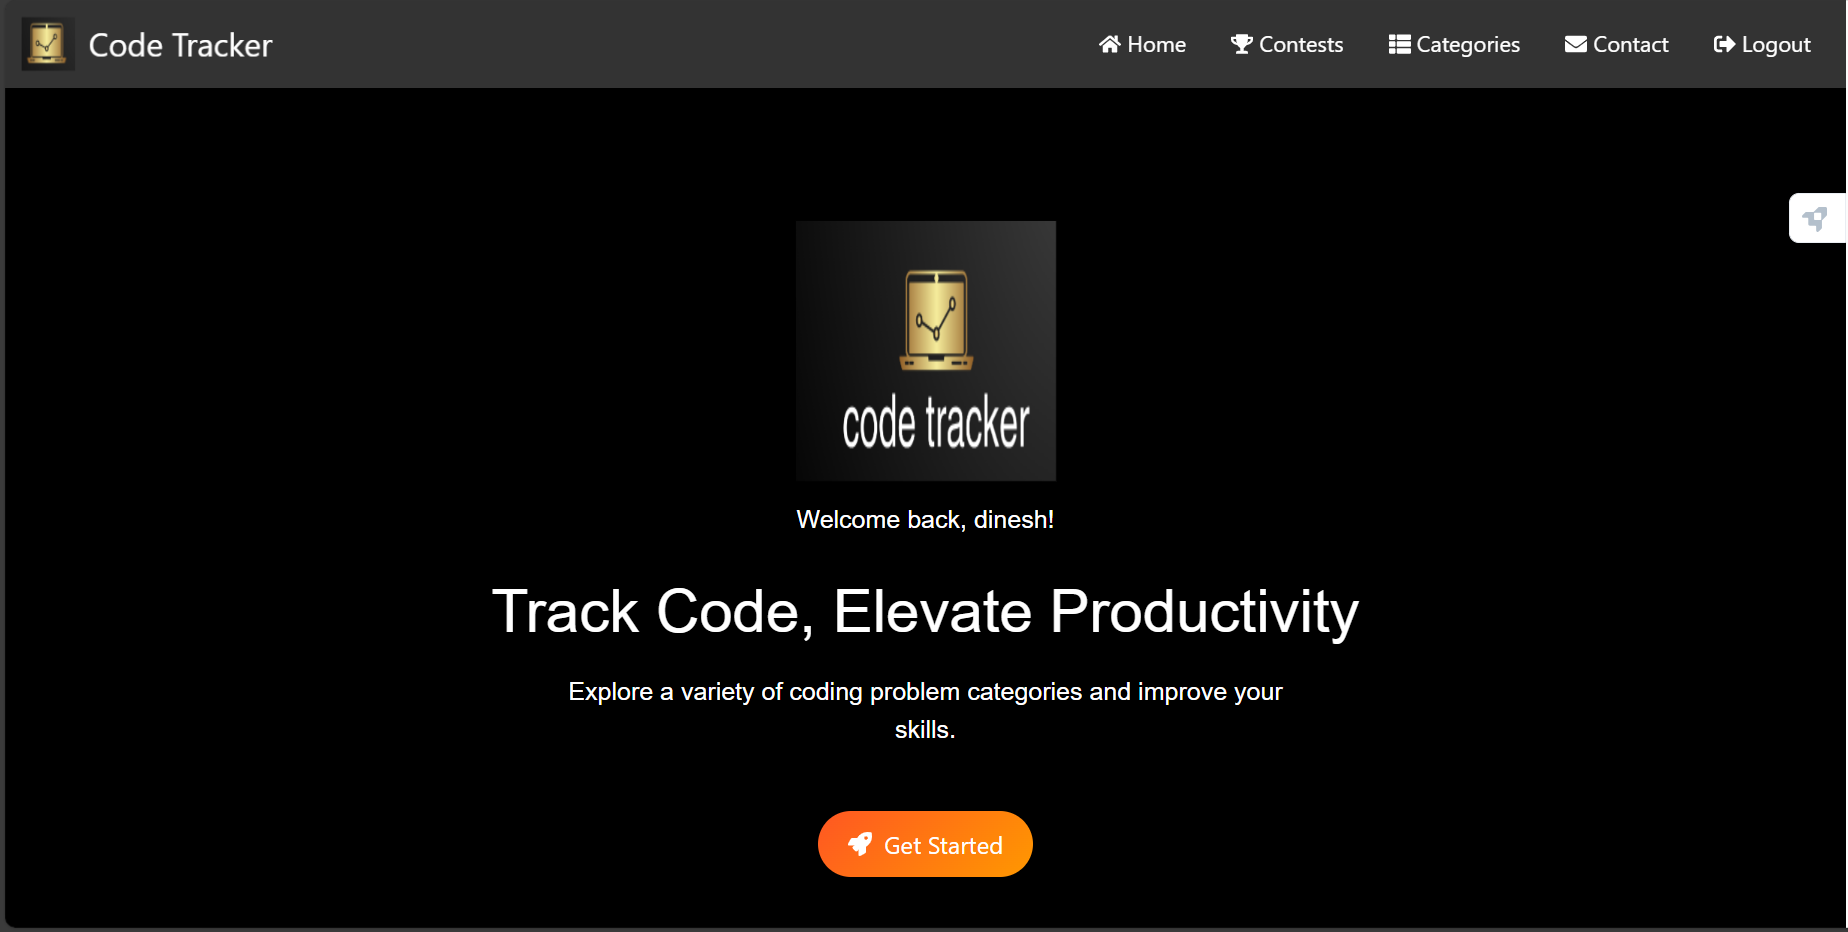 Code Tracker
Home
Contests
Categories
Contact
Logout
code tracker
Welcome back, dinesh!
Track Code, Elevate Productivity
Explore a variety of coding problem categories and improve your
skills.
Get Started